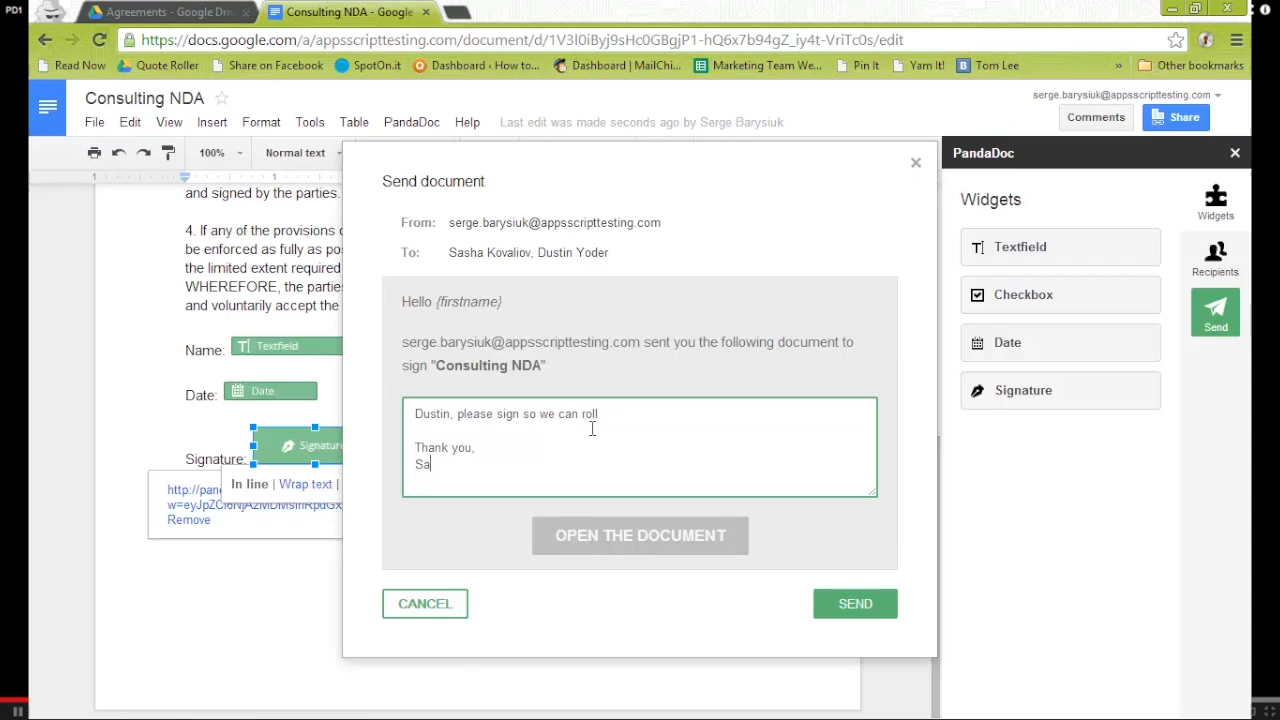 PD1
Agreements - Google Dri
Consulting NDA - Google
https://docs.google.com/a/appsscripttesting.com/document/d/1V3l0iByj9sHc0GBgjP1-hQ6x7b94gZ_iy4t-VriTc0s/edit
Read Now
Quote Roller
Share on Facebook
SpotOn.it
Dashboard ‹ How to...
Dashboard | MailChi...
Marketing Team We...
Pin It
Yam It!
Tom Lee
»
Other bookmarks
Consulting NDA
serge.barysiuk@appsscripttesting.com
File Edit View Insert Format Tools Table PandaDoc Help
Last edit was made seconds ago by Serge Barysiuk
Comments
Share
100%
Normal text
PandaDoc
1
1
and signed by the parties.
4. If any of the provisions
be enforced as fully as pos
the limited extent required
WHEREFORE, the parties
and voluntarily accept the
Name: Textfield
Date: Date
Signature: Signature
In line | Wrap text |
http://pan
Remove
Send document
From: serge.barysiuk@appsscripttesting.com
To: Sasha Kovaliov, Dustin Yoder
Hello {firstname}
serge.barysiuk@appsscripttesting.com sent you the following document to
sign "Consulting NDA"
Dustin, please sign so we can roll
Thank you,
Sa
OPEN THE DOCUMENT
CANCEL
SEND
Widgets
Textfield
Checkbox
Date
Signature
Widgets
Recipients
Send